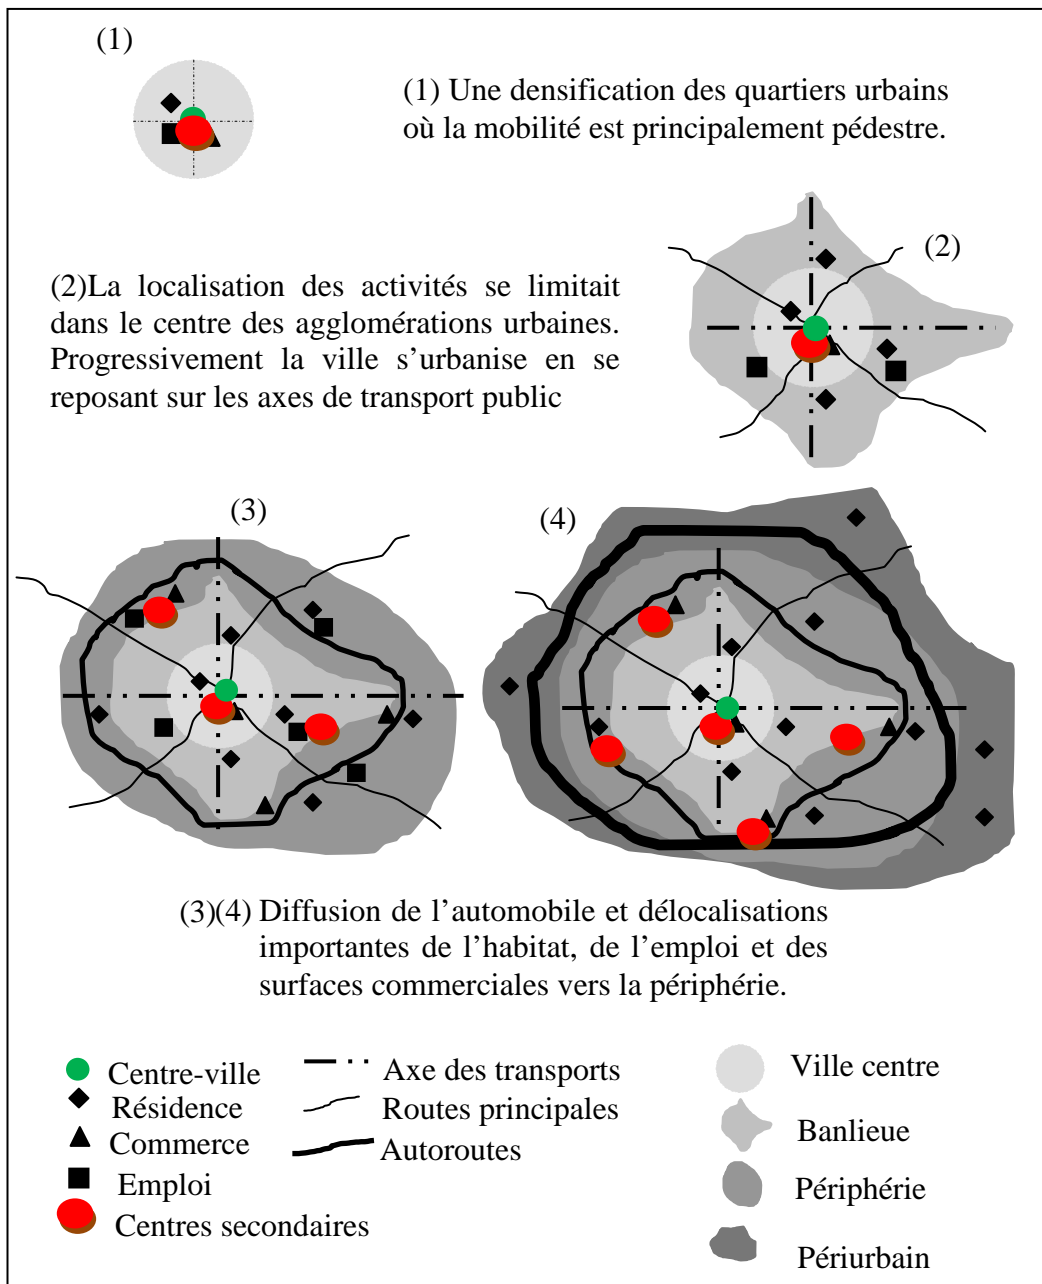 (1)
(1) Une densification des quartiers urbains
où la mobilité est principalement pédestre.
(2)
(2)La localisation des activités se limitait
dans le centre des agglomérations urbaines.
Progressivement la ville s’urbanise en se
reposant sur les axes de transport public
(3)
(4)
(3)(4) Diffusion de l’automobile et délocalisations
importantes de l’habitat, de l’emploi et des
surfaces commerciales vers la périphérie.
Centre-ville
Résidence
Commerce
Emploi
Centres secondaires
Axe des transports
Routes principales
Autoroutes
Ville centre
Banlieue
Périphérie
Périurbain